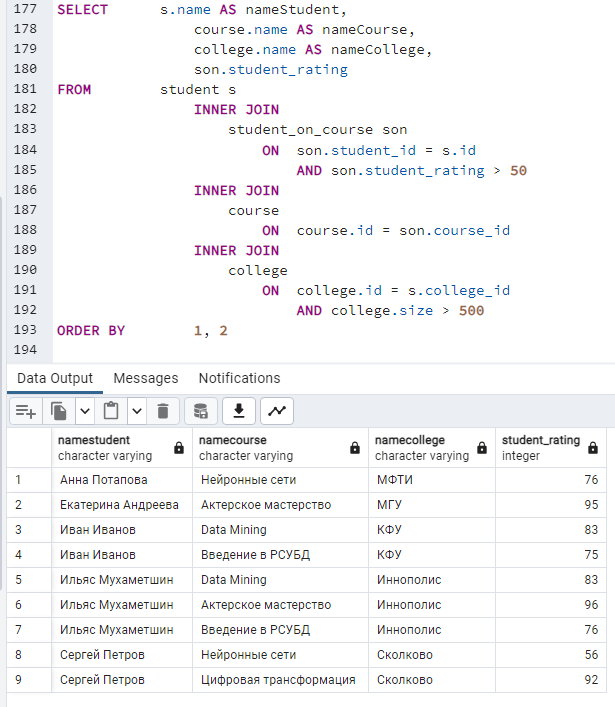 177 SELECT s.name AS nameStudent,
178 course.name AS nameCourse,
179 college.name AS nameCollege,
180 son.student_rating
181 FROM student s
182 INNER JOIN
183 student_on_course son
184 ON son.student_id = s.id
185 AND son.student_rating > 50
186 INNER JOIN
187 course
188 ON course.id = son.course_id
189 INNER JOIN
190 college
191 ON college.id = s.college_id
192 AND college.size > 500
193 ORDER BY 1, 2
194
Data Output Messages Notifications
namestudent namecourse namecollege student_rating
character varying character varying character varying integer
1 Анна Потапова Нейронные сети МФТИ 76
2 Екатерина Андреева Актерское мастерство МГУ 95
3 Иван Иванов Data Mining КФУ 83
4 Иван Иванов Введение в РСУБД КФУ 75
5 Ильяс Мухаметшин Data Mining Иннополис 83
6 Ильяс Мухаметшин Актерское мастерство Иннополис 96
7 Ильяс Мухаметшин Введение в РСУБД Иннополис 76
8 Сергей Петров Нейронные сети Сколково 56
9 Сергей Петров Цифровая трансформация Сколково 92